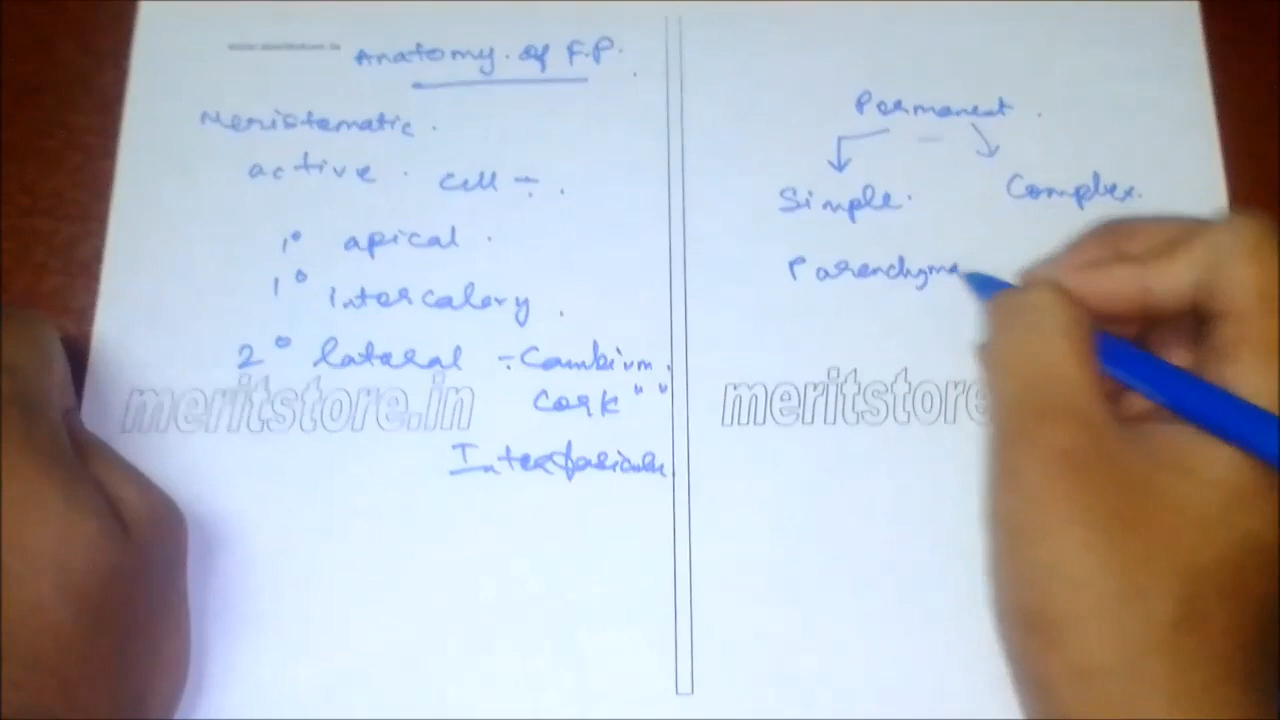 Anatomy of F.P.
Meristematic.
active. cell ÷.
1° apical.
1° Intercalary.
2° lateral ÷ Cambium.
Cork " "
Interfasicular
meritstore.in
Permanent.
Simple. Complex.
Parenchyma
meritstore